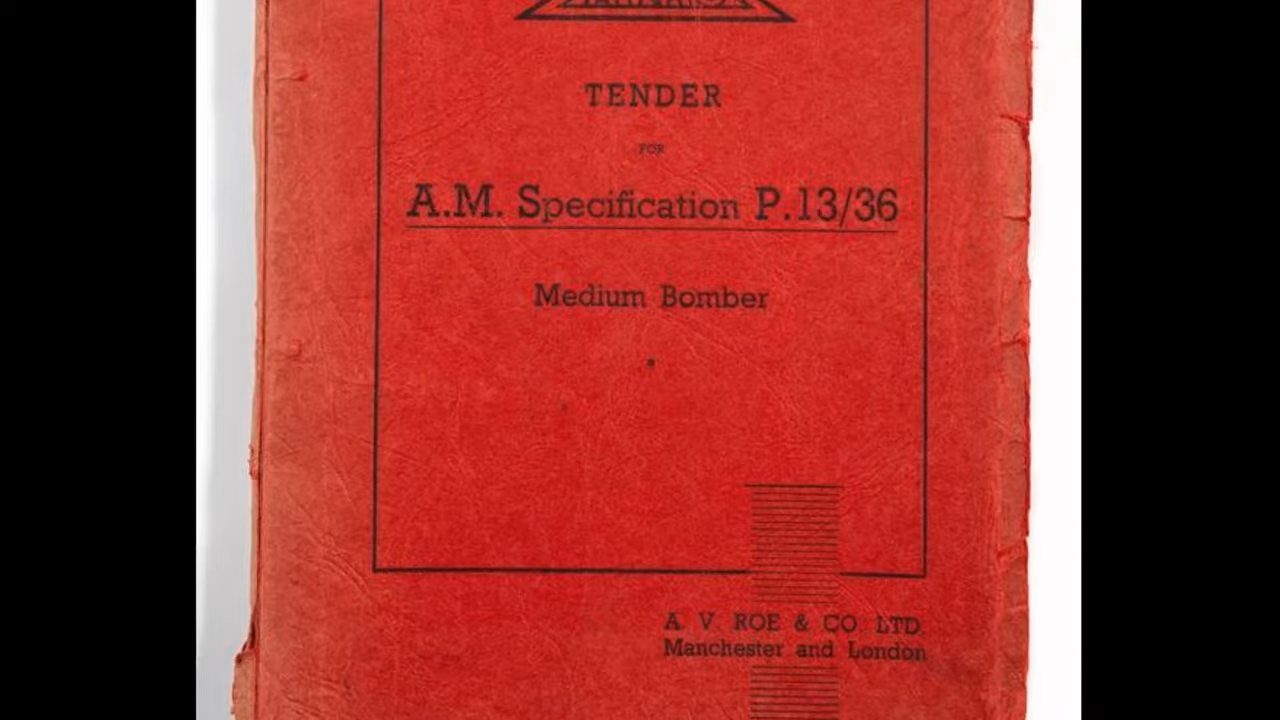 TENDER
FOR
A.M. Specification P.13/36
Medium Bomber
A. V. ROE & CO. LTD.
Manchester and London